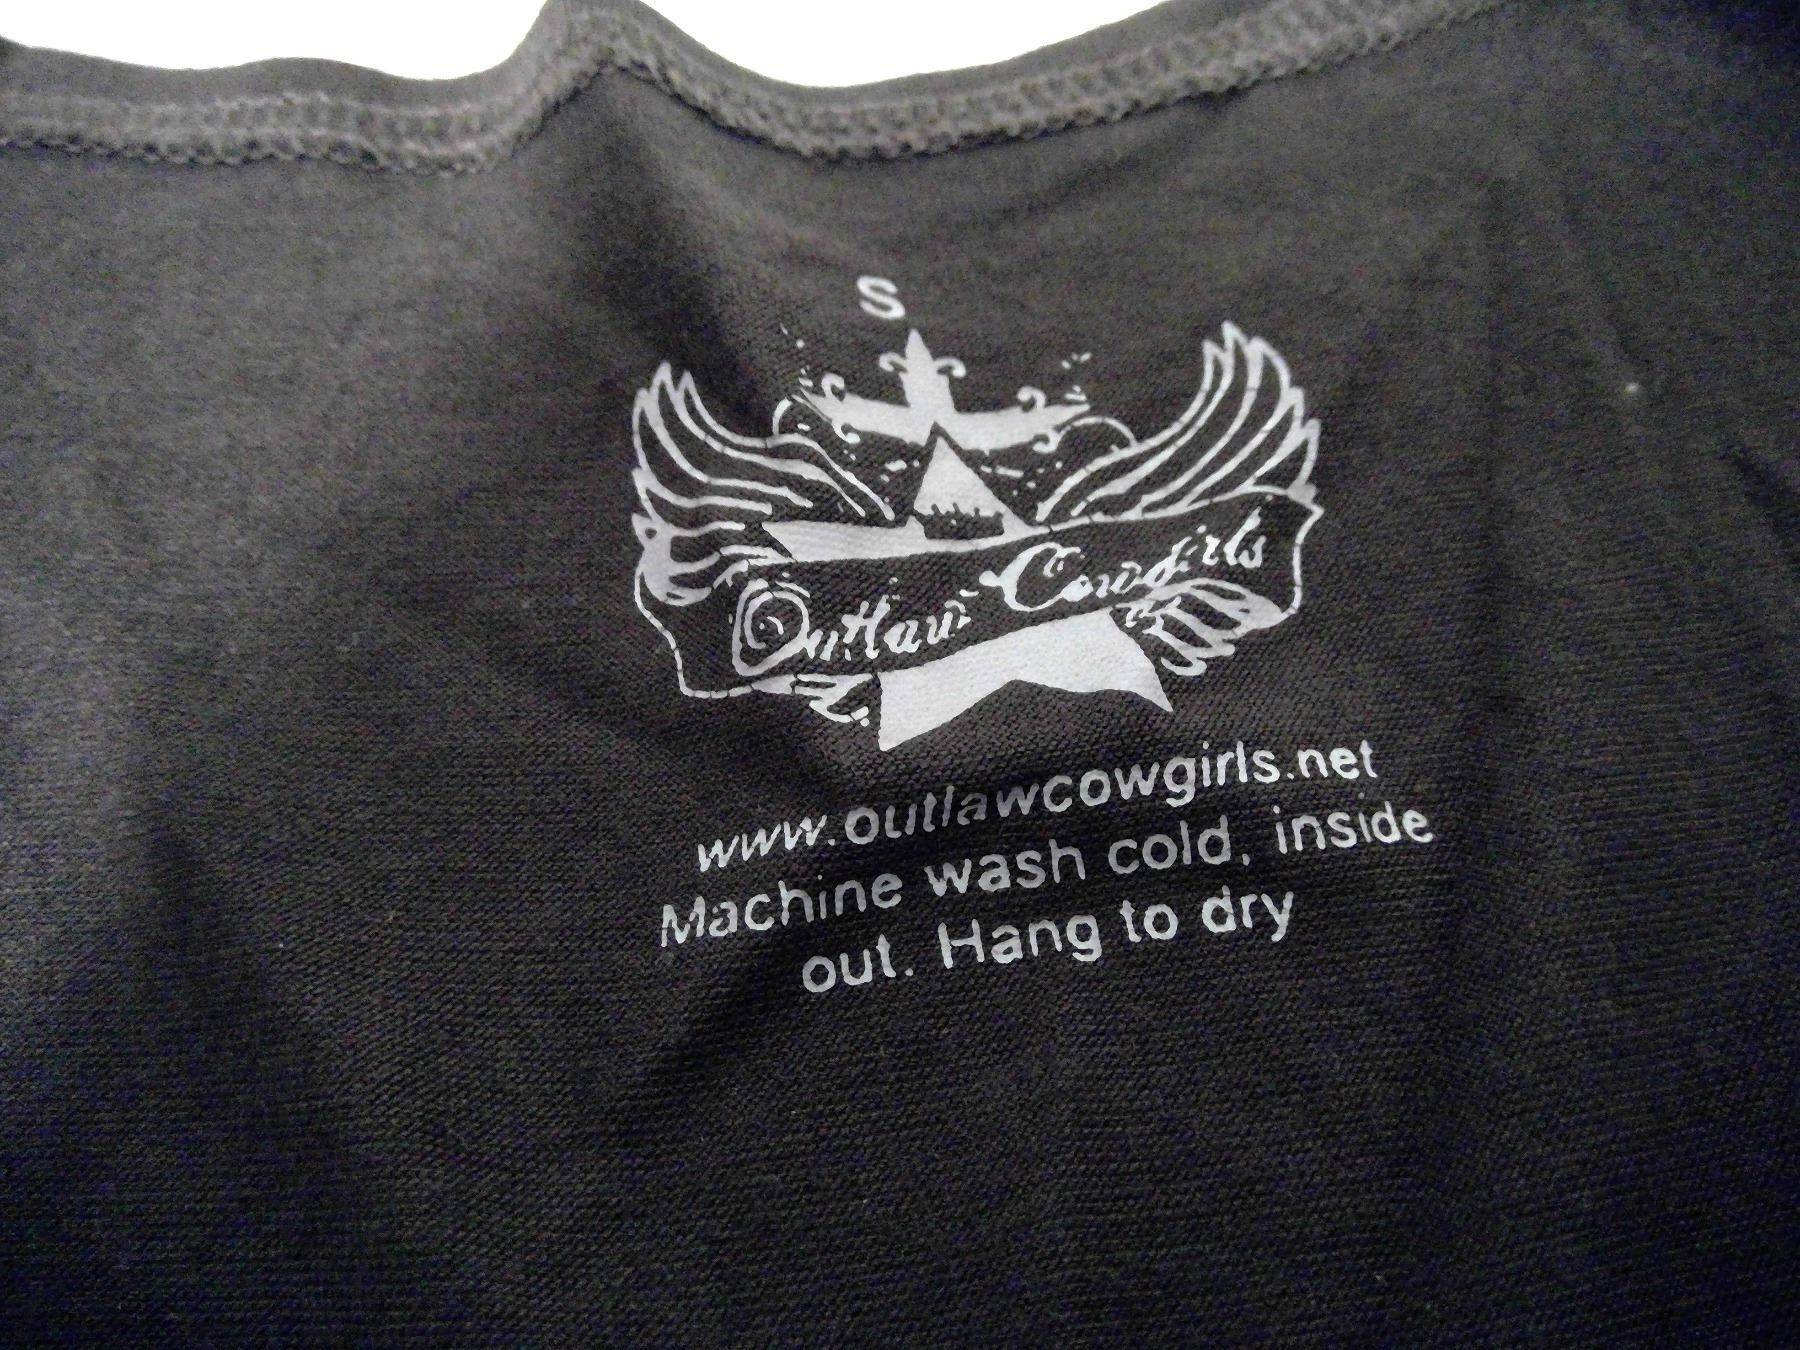 S
Outlaw Cowgirls
www.outlawcowgirls.net
Machine wash cold, inside
out. Hang to dry